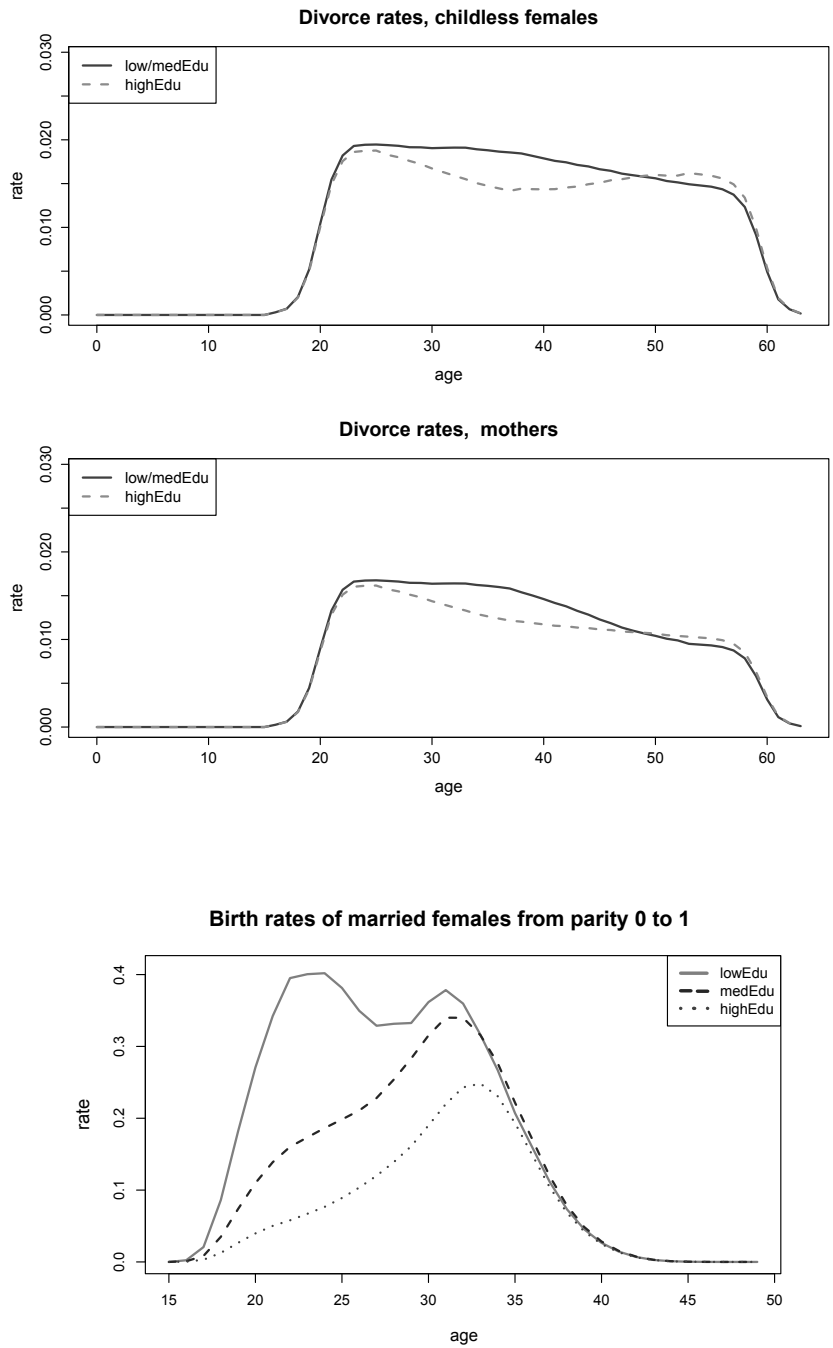 Divorce rates, childless females
low/medEdu
highEdu
rate
0.000 0.010 0.020 0.030
0 10 20 30 40 50 60
age
Divorce rates, mothers
low/medEdu
highEdu
rate
0.000 0.010 0.020 0.030
0 10 20 30 40 50 60
age
Birth rates of married females from parity 0 to 1
lowEdu
medEdu
highEdu
rate
0.0 0.1 0.2 0.3 0.4
15 20 25 30 35 40 45 50
age